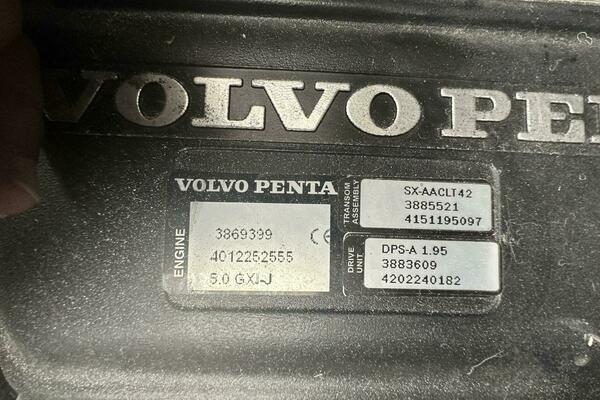 VOLVO PE
VOLVO PENTA
ENGINE
3869399
CE
4012252555
5.0 GXI-J
TRANSOM
ASSEMBLY
SX-AACLT42
3885521
4151195097
DRIVE
UNIT
DPS-A 1.95
3883609
4202240182